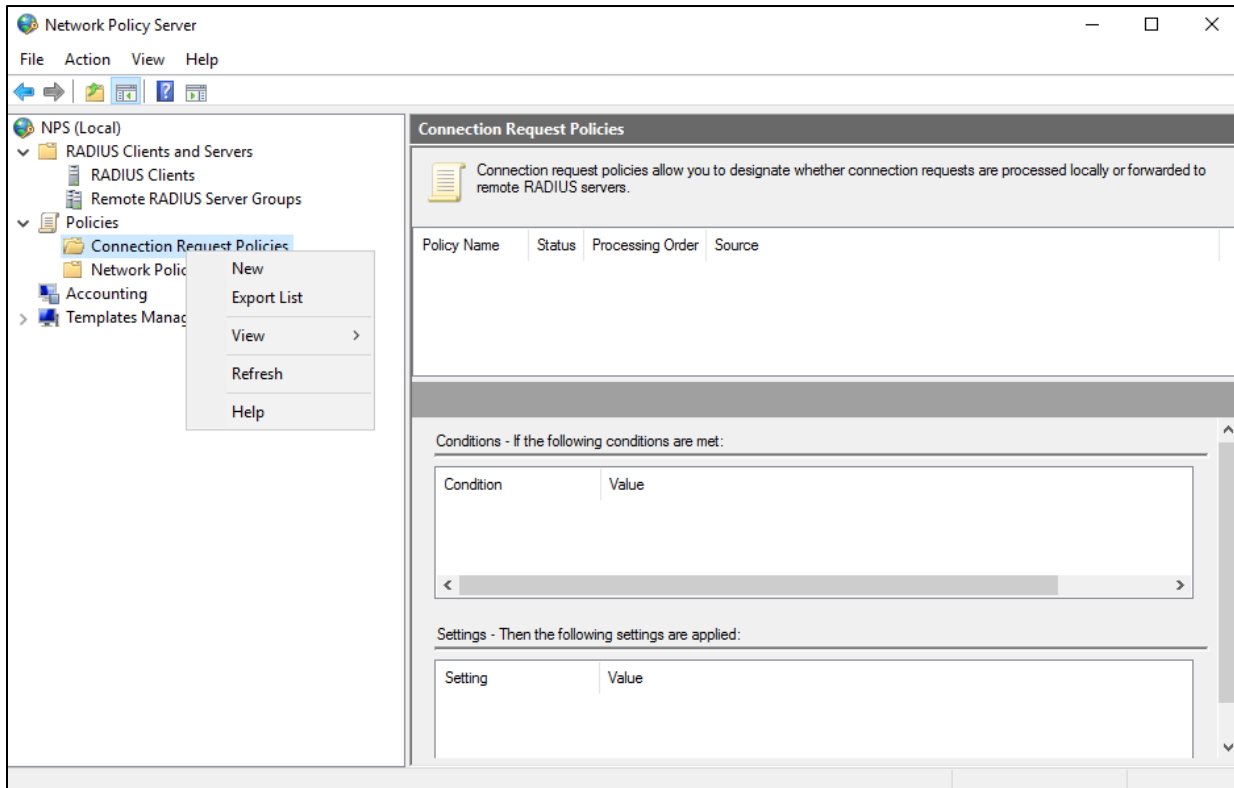 Network Policy Server
File Action View Help
NPS (Local)
RADIUS Clients and Servers
RADIUS Clients
Remote RADIUS Server Groups
Policies
Connection Request Policies
Network Polic
Accounting
Templates Manag
New
Export List
View
Refresh
Help
Connection Request Policies
Connection request policies allow you to designate whether connection requests are processed locally or forwarded to
remote RADIUS servers.
Policy Name Status Processing Order Source
Conditions - If the following conditions are met:
Condition Value
Settings - Then the following settings are applied:
Setting Value